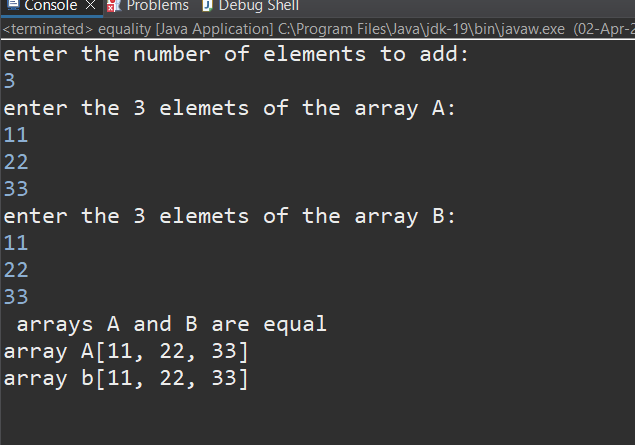 Console Problems Debug Shell
<terminated> equality [Java Application] C:\Program Files\Java\jdk-19\bin\javaw.exe (02-Apr-2
enter the number of elements to add:
3
enter the 3 elemets of the array A:
11
22
33
enter the 3 elemets of the array B:
11
22
33
arrays A and B are equal
array A[11, 22, 33]
array b[11, 22, 33]